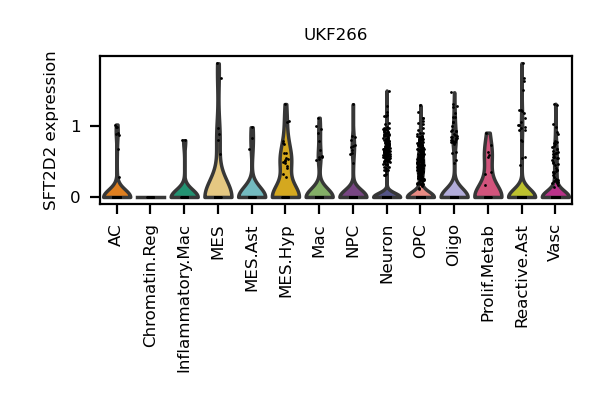 UKF266
SFT2D2 expression
1
0
AC
Chromatin.Reg
Inflammatory.Mac
MES
MES.Ast
MES.Hyp
Mac
NPC
Neuron
OPC
Oligo
Prolif.Metab
Reactive.Ast
Vasc